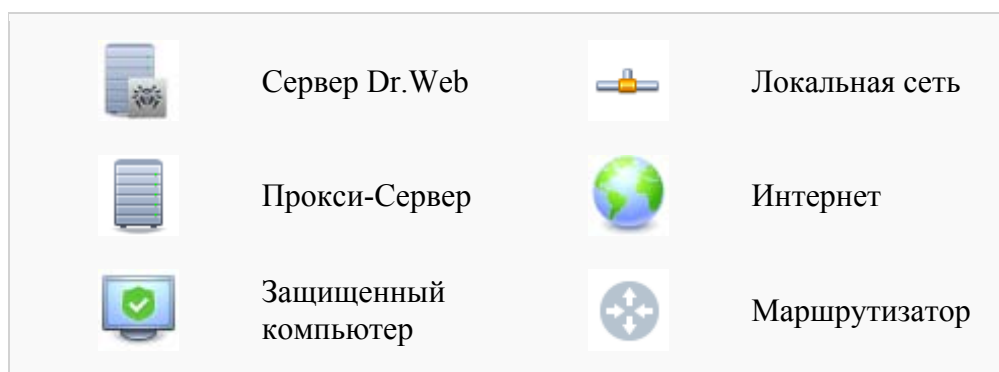 Сервер Dr.Web
Локальная сеть
Прокси-Сервер
Интернет
Защищенный
компьютер
Маршрутизатор